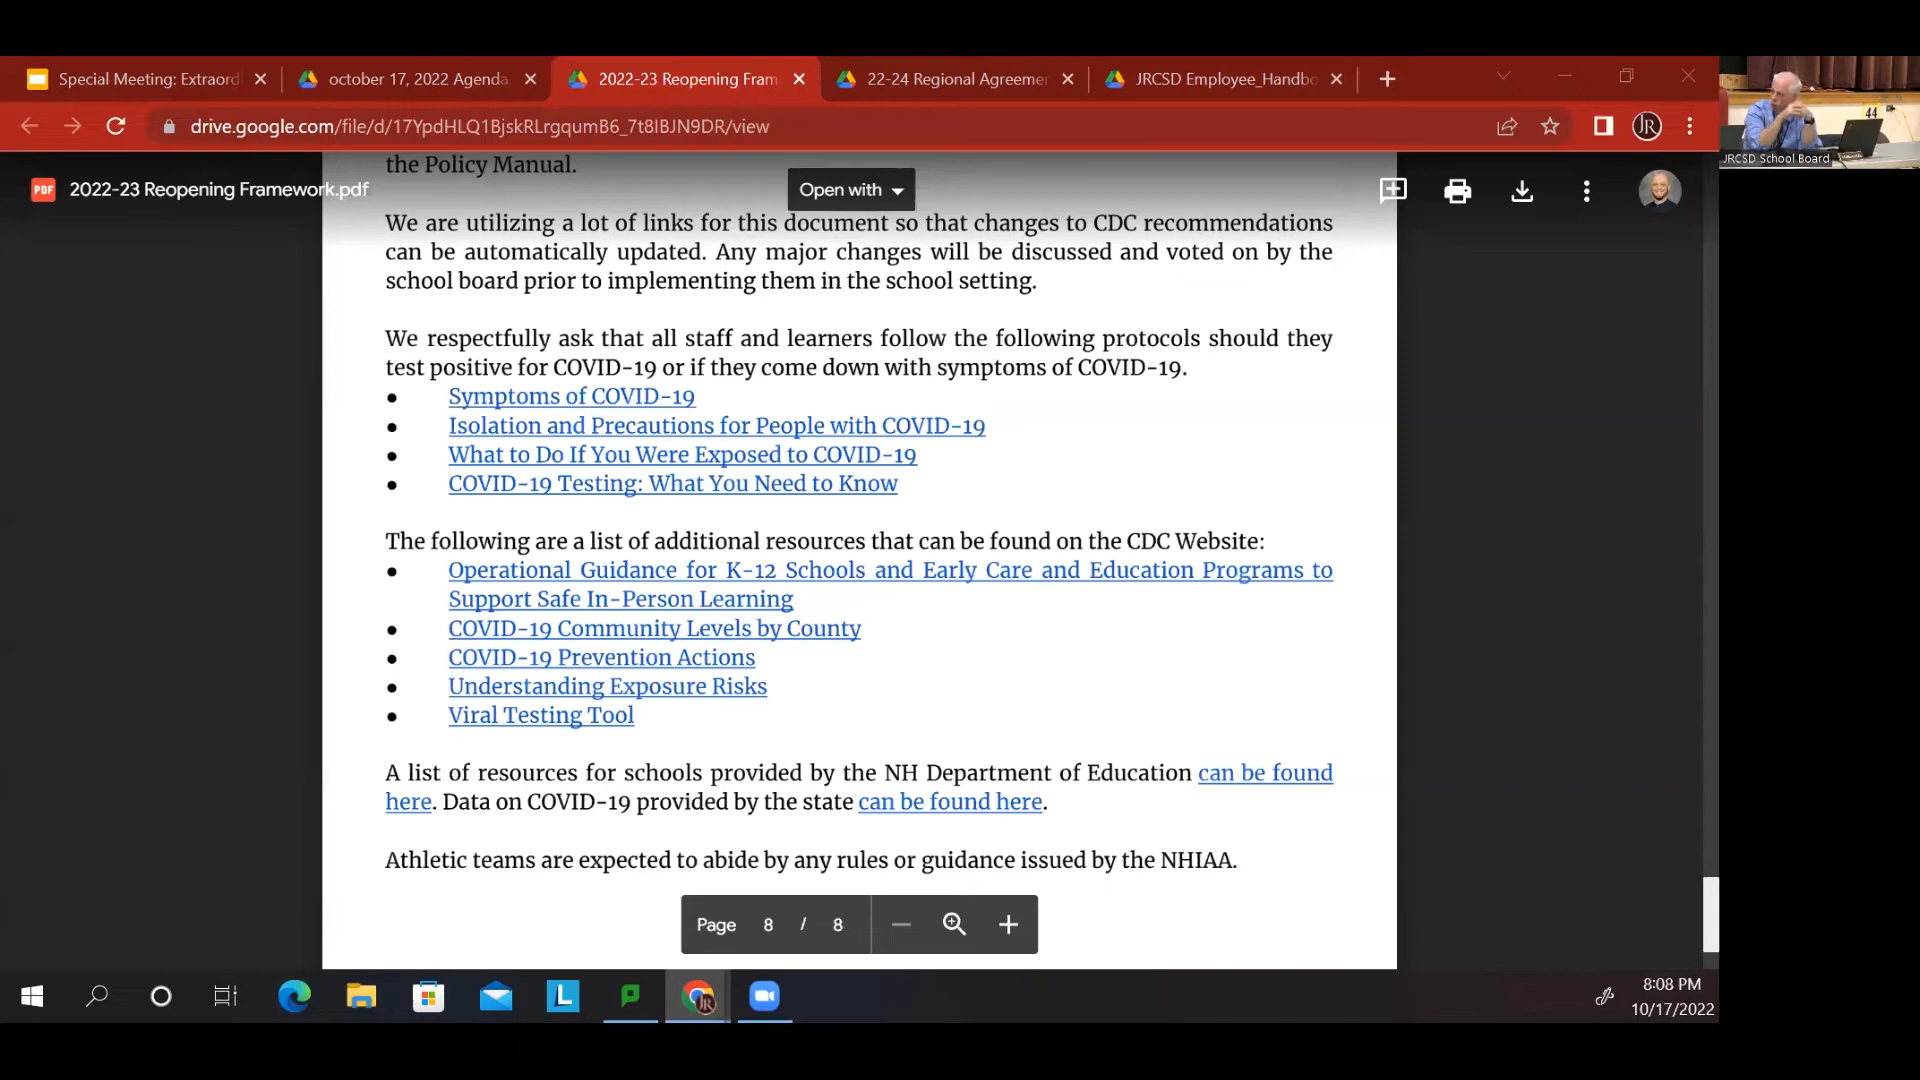 Special Meeting: Extraord
october 17, 2022 Agenda
2022-23 Reopening Fram
22-24 Regional Agreemer
JRCSD Employee_Handbo
drive.google.com/file/d/17YpdHLQ1BjskRLrgqumB6_7t8IBJN9DR/view
JR
44
JRCSD School Board
the Policy Manual.
PDF
2022-23 Reopening Framework.pdf
Open with
We are utilizing a lot of links for this document so that changes to CDC recommendations
can be automatically updated. Any major changes will be discussed and voted on by the
school board prior to implementing them in the school setting.
We respectfully ask that all staff and learners follow the following protocols should they
test positive for COVID-19 or if they come down with symptoms of COVID-19.
● Symptoms of COVID-19
● Isolation and Precautions for People with COVID-19
● What to Do If You Were Exposed to COVID-19
● COVID-19 Testing: What You Need to Know
The following are a list of additional resources that can be found on the CDC Website:
● Operational Guidance for K-12 Schools and Early Care and Education Programs to
Support Safe In-Person Learning
● COVID-19 Community Levels by County
● COVID-19 Prevention Actions
● Understanding Exposure Risks
● Viral Testing Tool
A list of resources for schools provided by the NH Department of Education can be found
here. Data on COVID-19 provided by the state can be found here.
Athletic teams are expected to abide by any rules or guidance issued by the NHIAA.
Page 8 / 8
L
JR
8:08 PM
10/17/2022